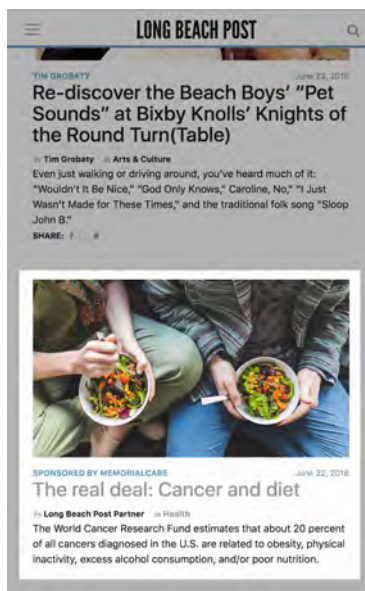 LONG BEACH POST
TIM GROBATY June 23, 2018
Re-discover the Beach Boys’ “Pet
Sounds” at Bixby Knolls’ Knights of
the Round Turn(Table)
by Tim Grobaty in Arts & Culture
Even just walking or driving around, you’ve heard much of it:
“Wouldn’t It Be Nice,” “God Only Knows,” Caroline, No,” “I Just
Wasn’t Made for These Times,” and the traditional folk song “Sloop
John B.”
SHARE:
SPONSORED BY MEMORIALCARE June 22, 2018
The real deal: Cancer and diet
by Long Beach Post Partner in Health
The World Cancer Research Fund estimates that about 20 percent
of all cancers diagnosed in the U.S. are related to obesity, physical
inactivity, excess alcohol consumption, and/or poor nutrition.